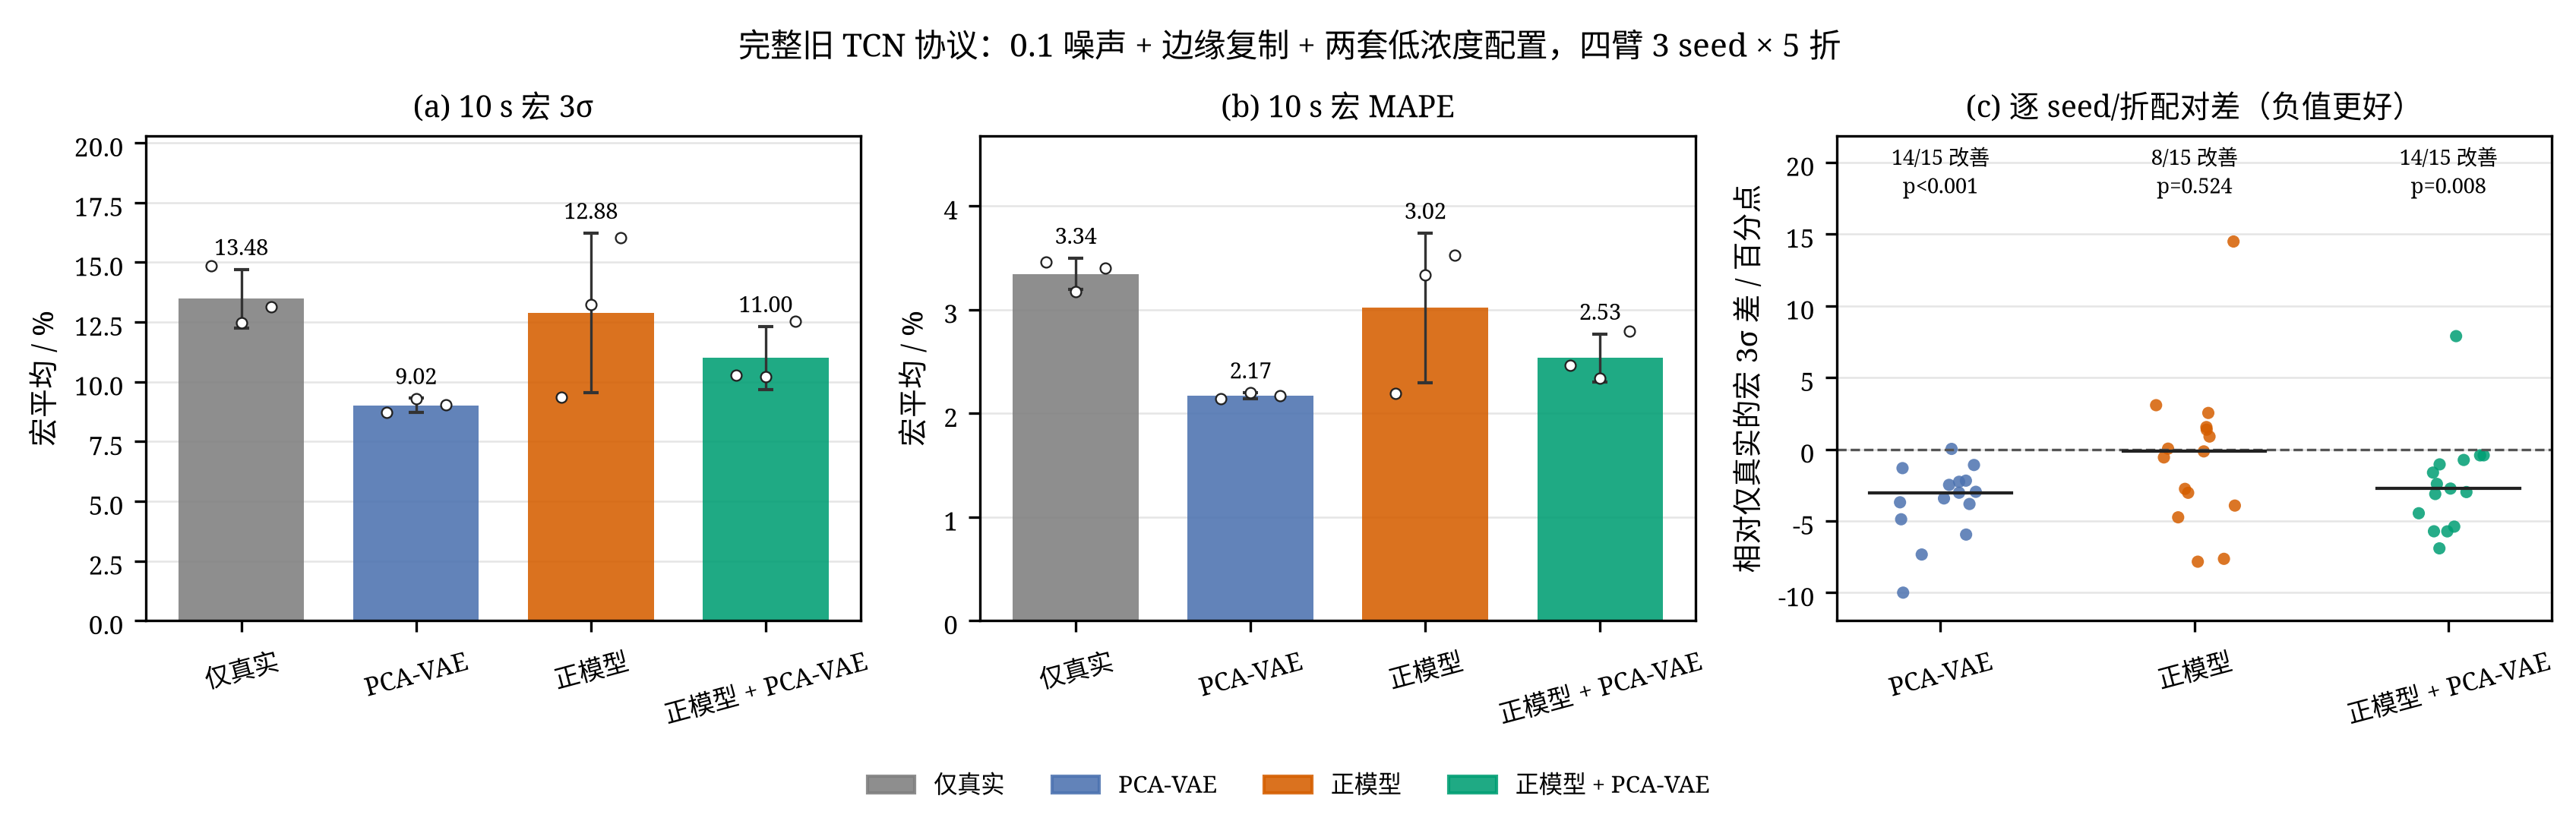 完整旧 TCN 协议：0.1 噪声 + 边缘复制 + 两套低浓度配置，四臂 3 seed × 5 折
(a) 10 s 宏 3σ
宏平均 / %
20.0
17.5
15.0
12.5
10.0
7.5
5.0
2.5
0.0
13.48
9.02
12.88
11.00
仅真实
PCA-VAE
正模型
正模型 + PCA-VAE
(b) 10 s 宏 MAPE
宏平均 / %
4
3
2
1
0
3.34
2.17
3.02
2.53
仅真实
PCA-VAE
正模型
正模型 + PCA-VAE
(c) 逐 seed/折配对差（负值更好）
相对仅真实的宏 3σ 差 / 百分点
20
15
10
5
0
-5
-10
14/15 改善
p<0.001
8/15 改善
p=0.524
14/15 改善
p=0.008
PCA-VAE
正模型
正模型 + PCA-VAE
仅真实
PCA-VAE
正模型
正模型 + PCA-VAE